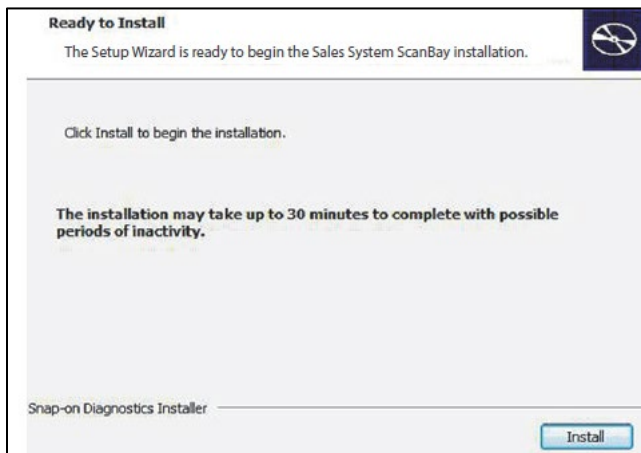 Ready to Install
The Setup Wizard is ready to begin the Sales System ScanBay installation.
Click Install to begin the installation.
The installation may take up to 30 minutes to complete with possible
periods of inactivity.
Snap-on Diagnostics Installer
Install